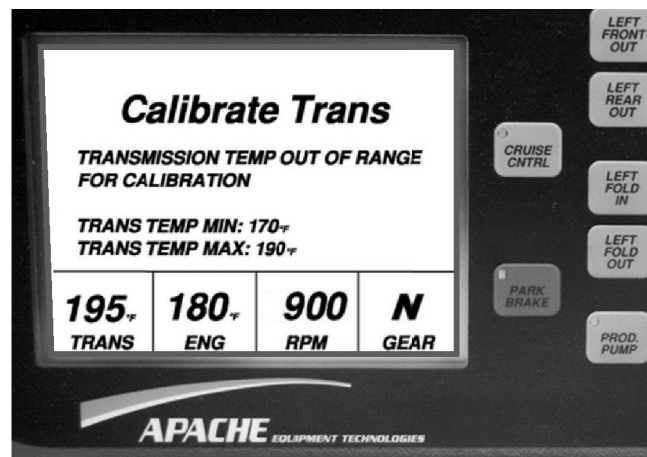 Calibrate Trans
TRANSMISSION TEMP OUT OF RANGE
FOR CALIBRATION
TRANS TEMP MIN: 170°F
TRANS TEMP MAX: 190°F
195°F
TRANS
180°F
ENG
900
RPM
N
GEAR
CRUISE
CNTRL
PARK
BRAKE
LEFT
FRONT
OUT
LEFT
REAR
OUT
LEFT
FOLD
IN
LEFT
FOLD
OUT
PROD.
PUMP
APACHE EQUIPMENT TECHNOLOGIES